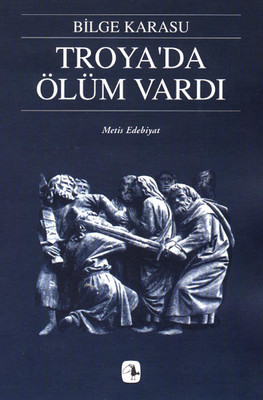 BİLGE KARASU
TROYA'DA
ÖLÜM VARDI
Metis Edebiyat